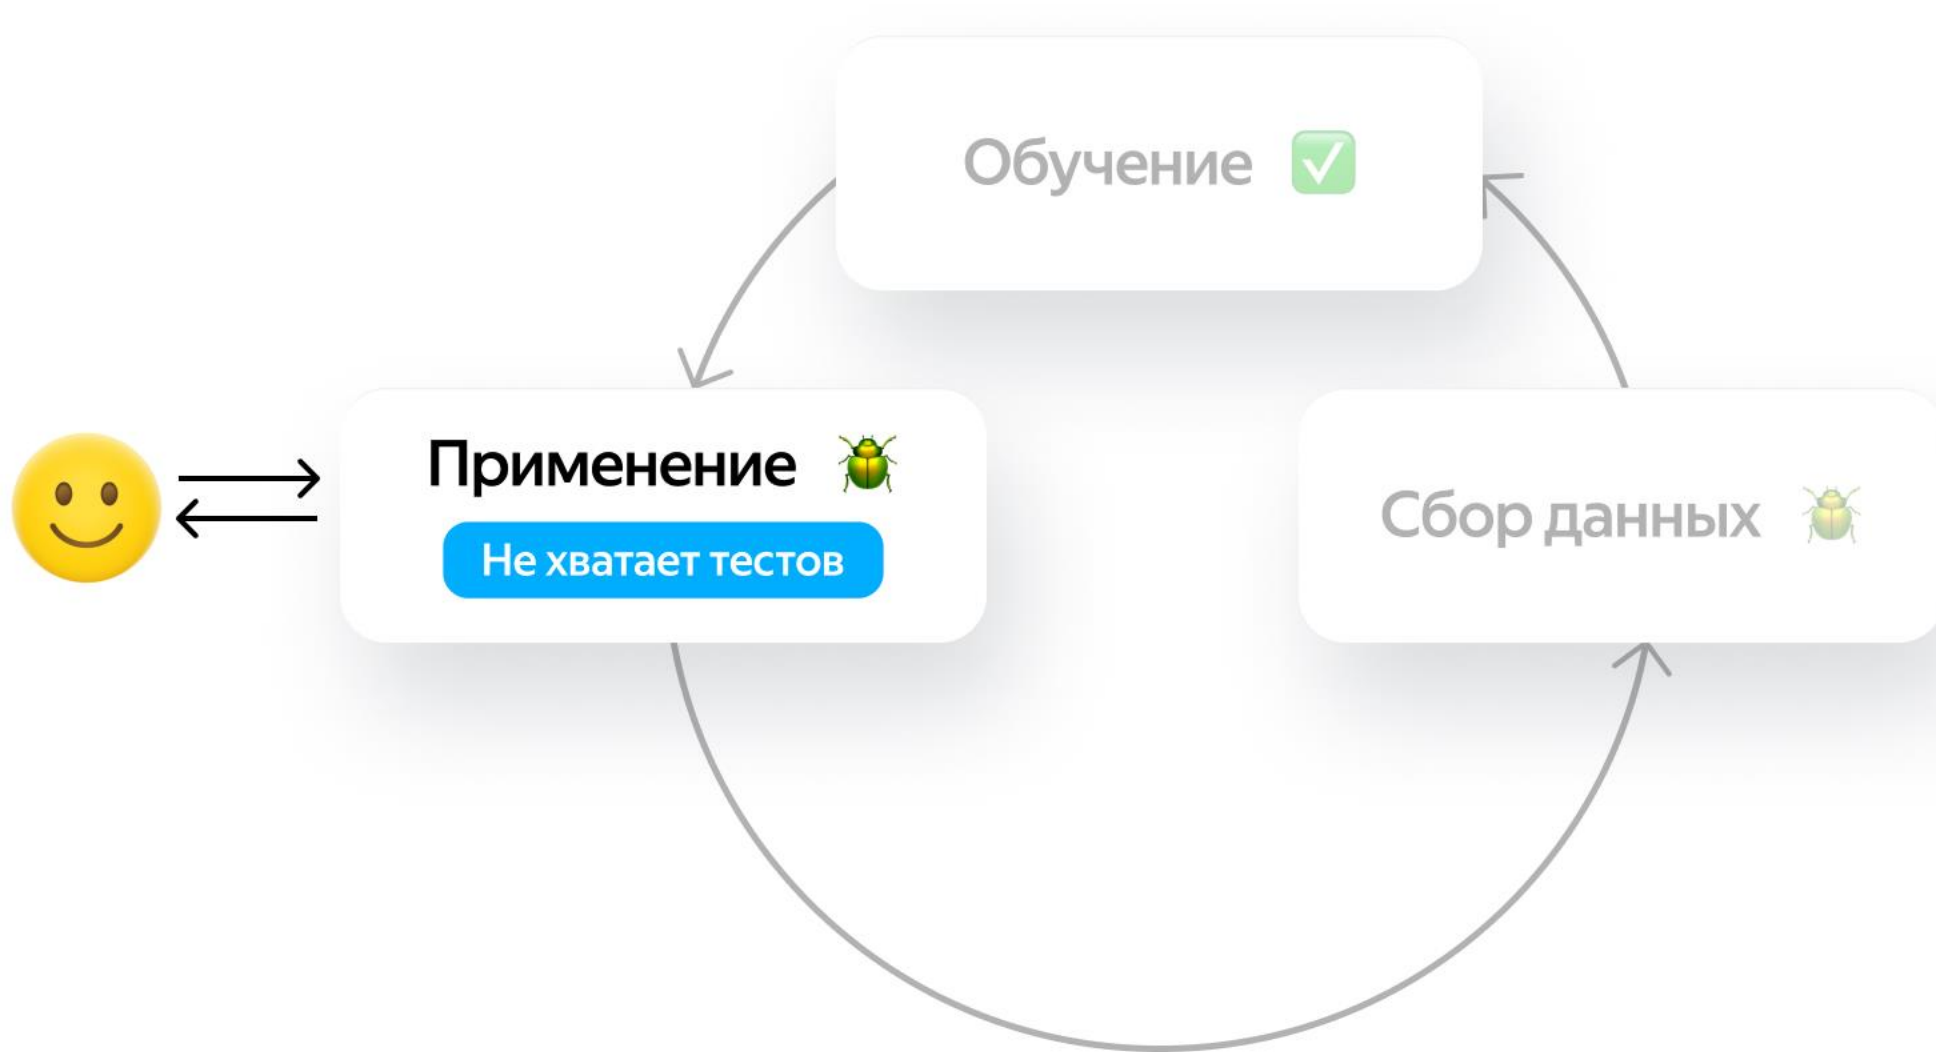 Обучение
Применение
Не хватает тестов
Сбор данных